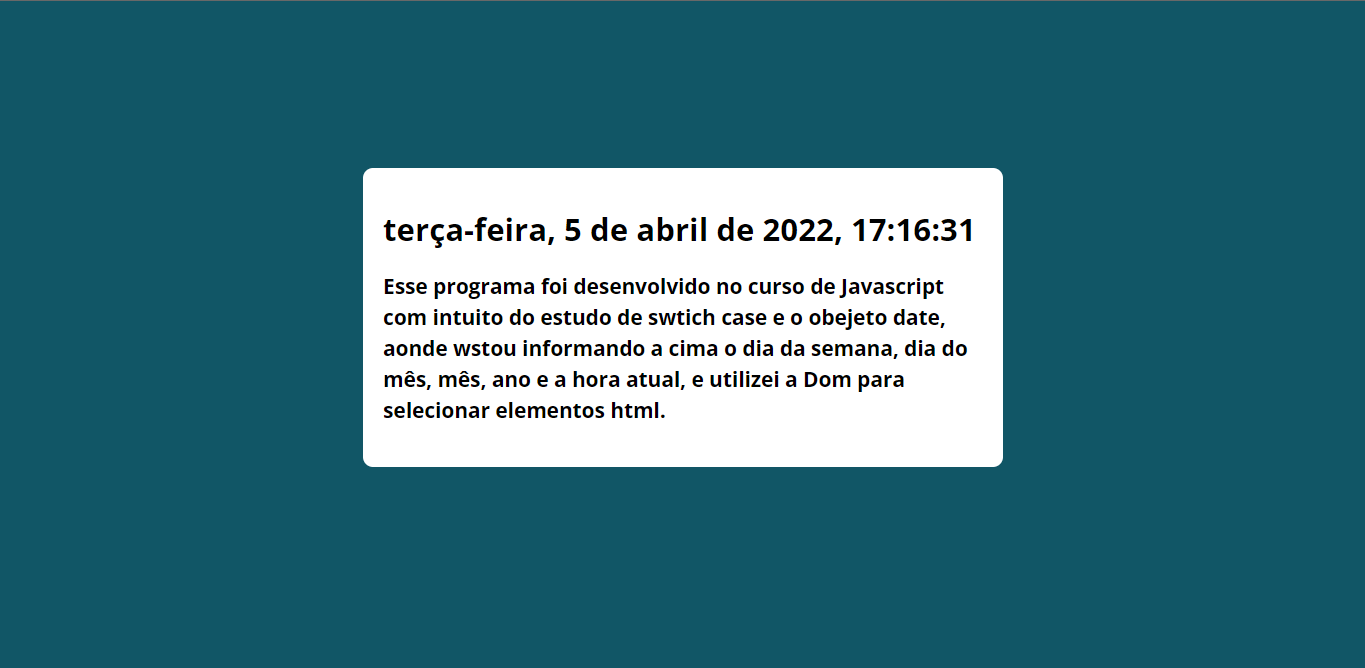 terça-feira, 5 de abril de 2022, 17:16:31
Esse programa foi desenvolvido no curso de Javascript
com intuito do estudo de swtich case e o obejeto date,
aonde wstou informando a cima o dia da semana, dia do
mês, mês, ano e a hora atual, e utilizei a Dom para
selecionar elementos html.